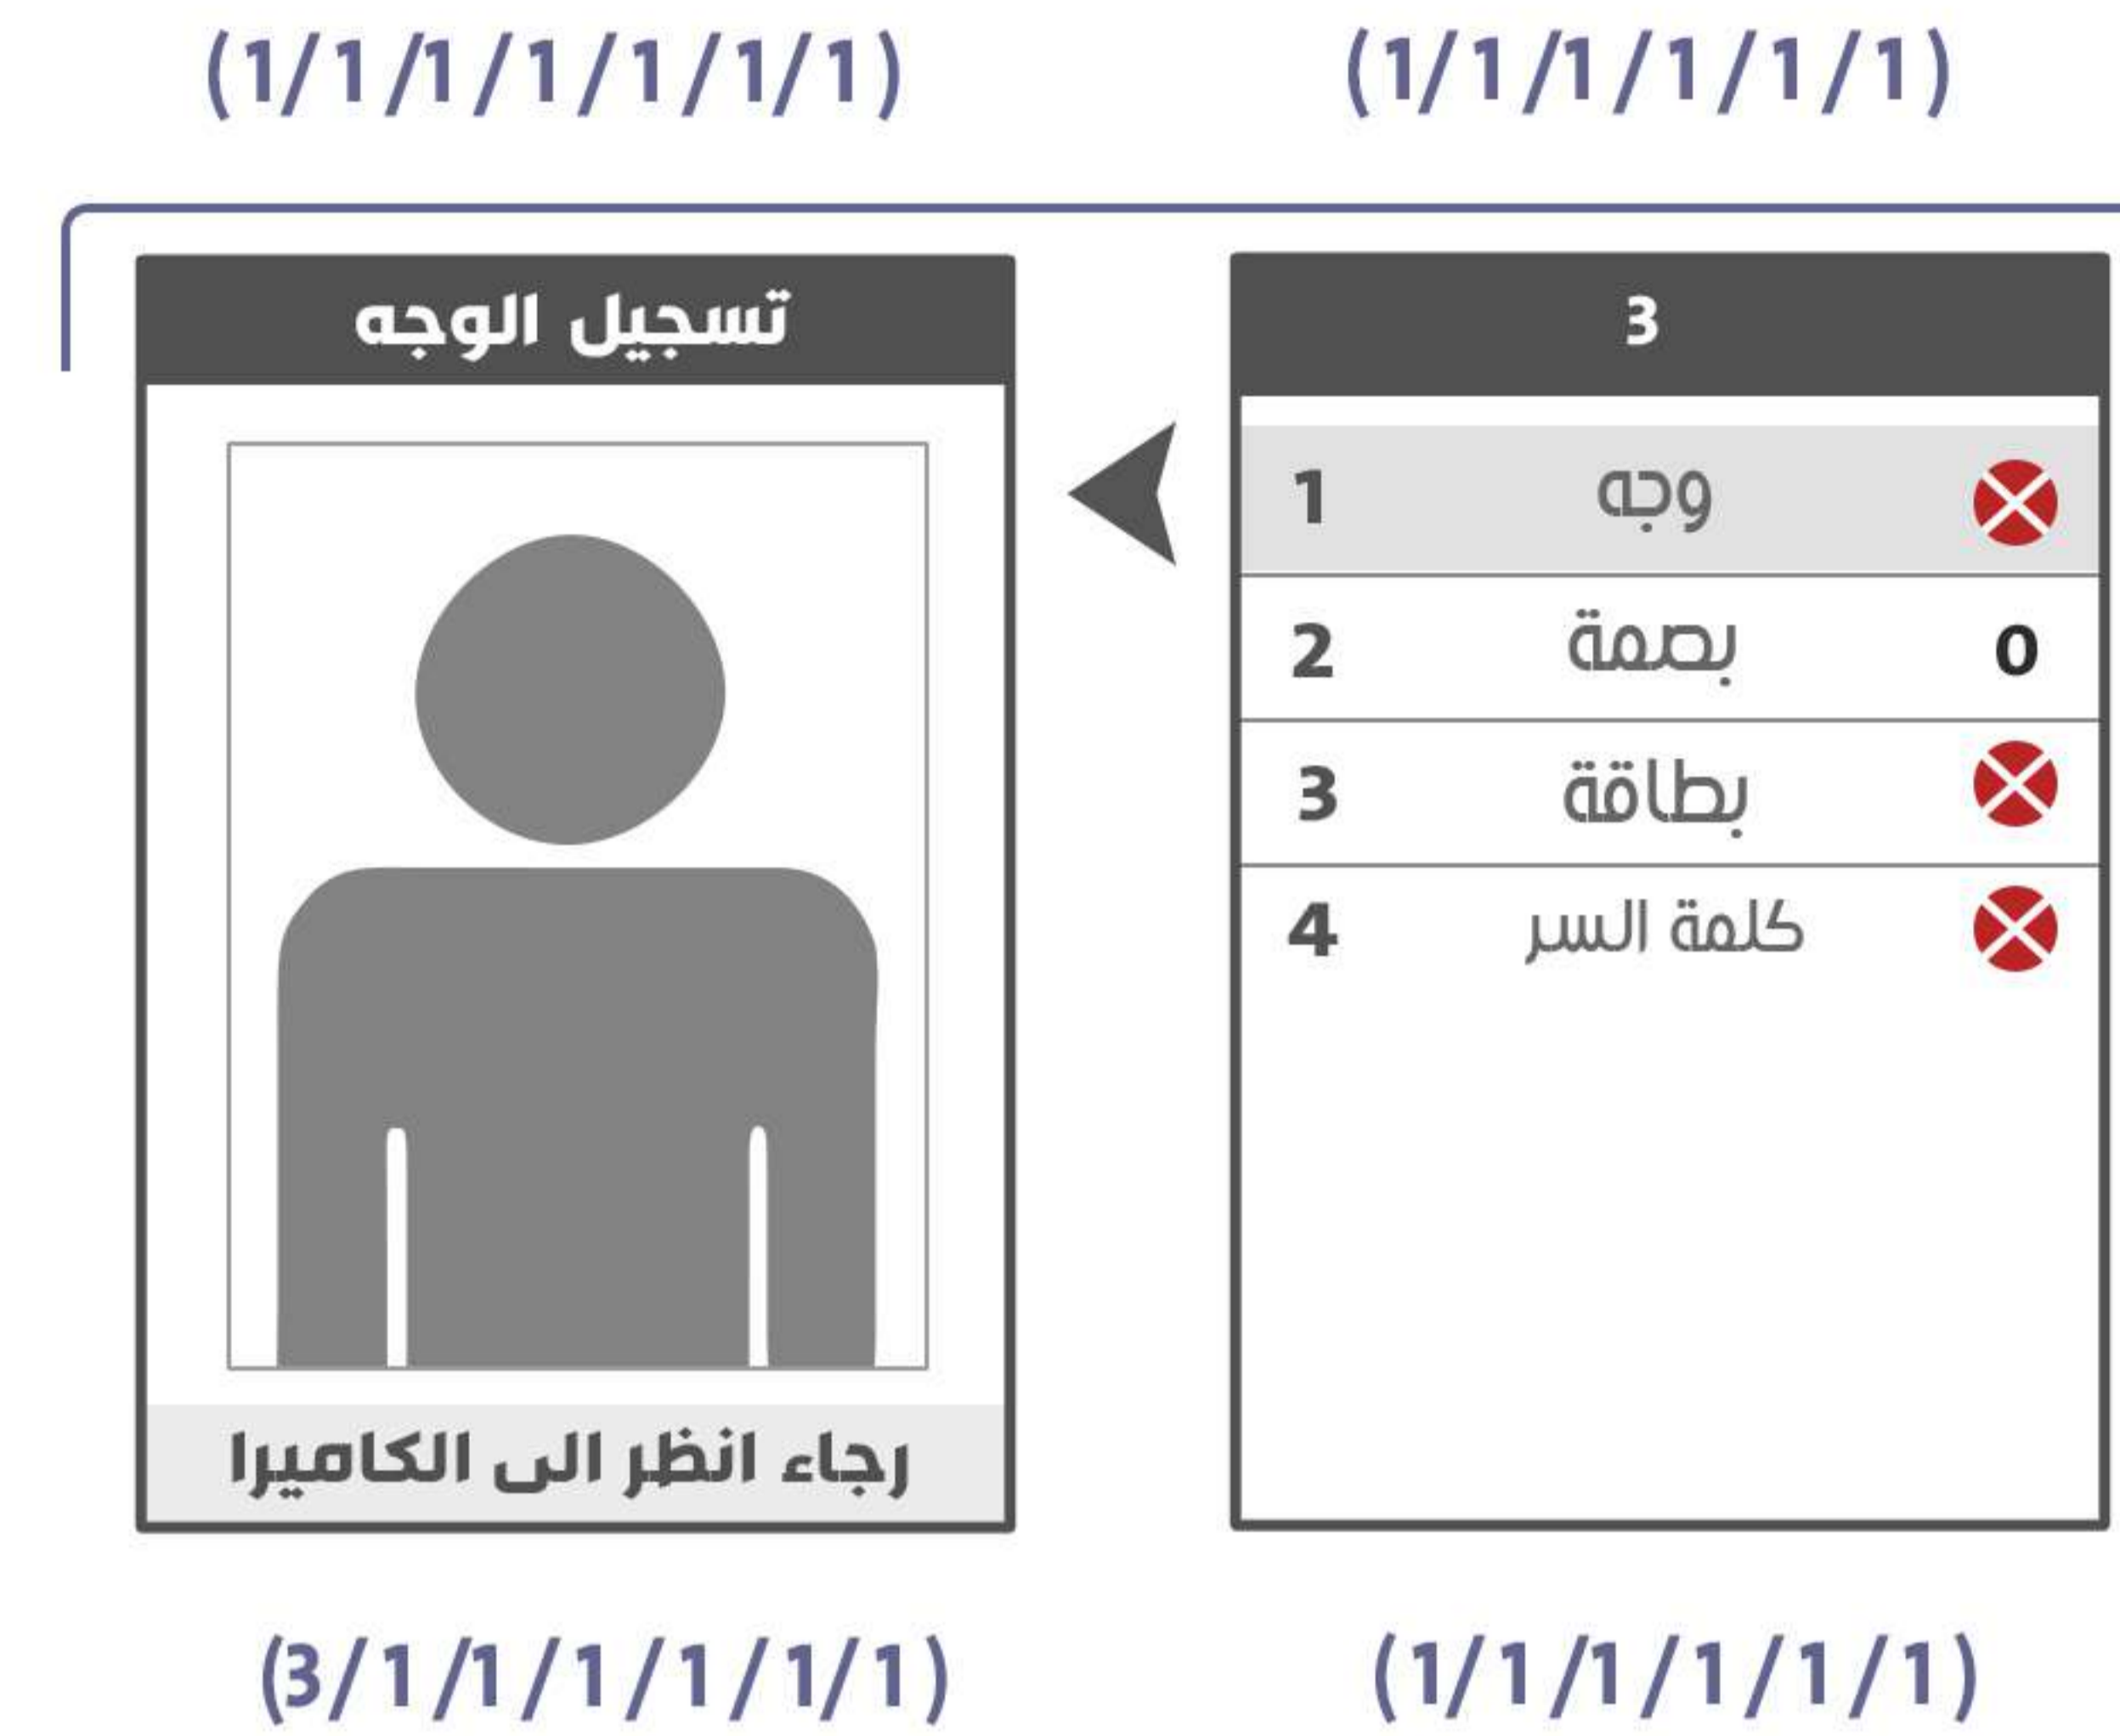 (1/1/1/1/1/1)
(1/1/1/1/1/1/1)
3
1 وجه
2 بصمة 0
3 بطاقة
4 كلمة السر
تسجيل الوجه
رجاء انظر الى الكاميرا
(1/1/1/1/1/1)
(3/1/1/1/1/1/1)